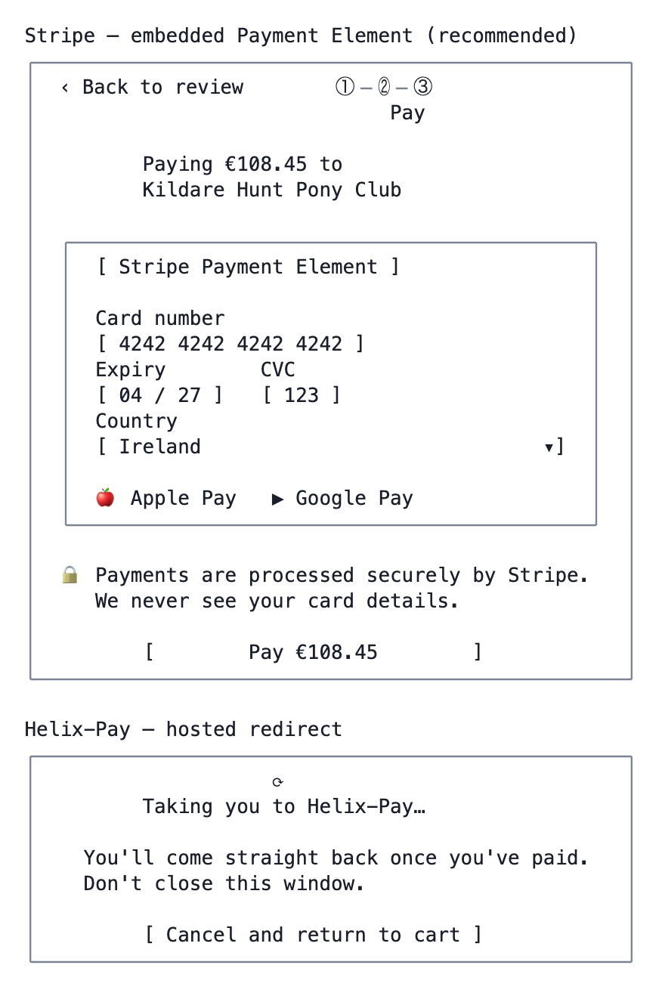 Stripe — embedded Payment Element (recommended)
‹ Back to review ① — ② — ③
Pay
Paying €108.45 to
Kildare Hunt Pony Club
[ Stripe Payment Element ]
Card number
[ 4242 4242 4242 4242 ]
Expiry CVC
[ 04 / 27 ] [ 123 ]
Country
[ Ireland ▾]
🍎 Apple Pay ▶ Google Pay
🔒 Payments are processed securely by Stripe.
We never see your card details.
[ Pay €108.45 ]
Helix-Pay — hosted redirect
⟳
Taking you to Helix-Pay…
You'll come straight back once you've paid.
Don't close this window.
[ Cancel and return to cart ]